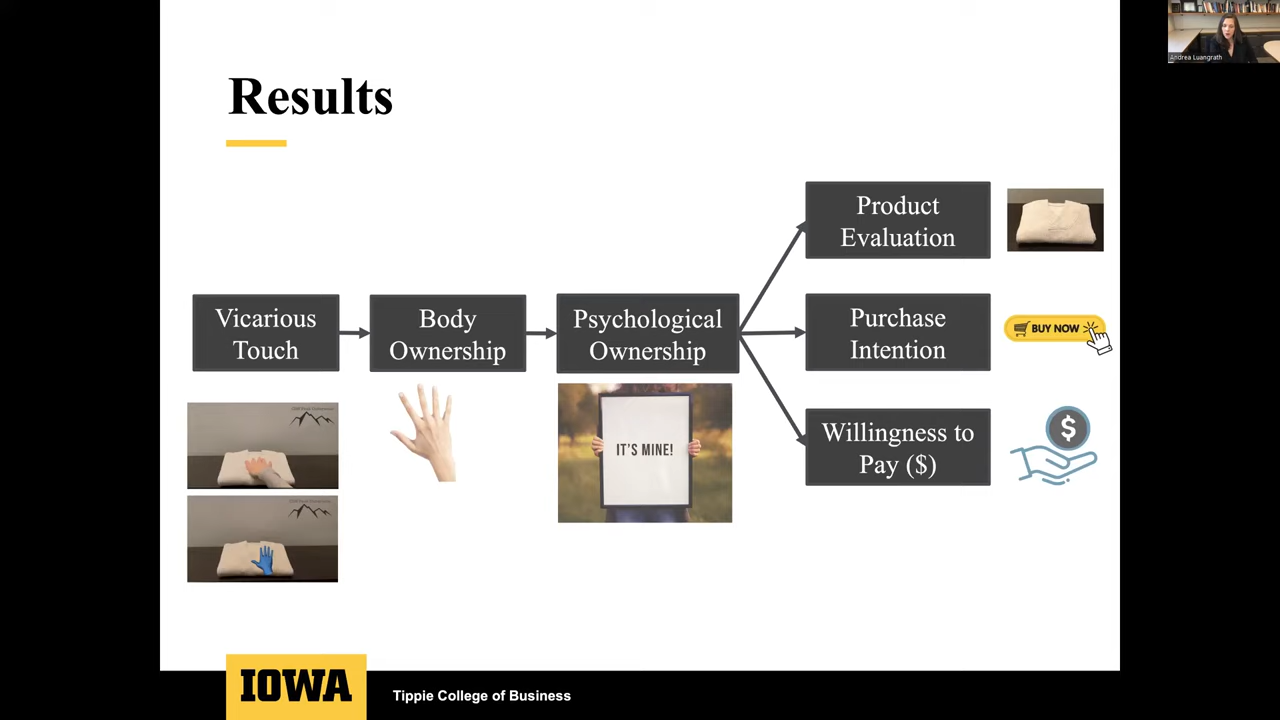 Andrea Luangrath
Results
Product
Evaluation
Vicarious
Touch
Body
Ownership
Psychological
Ownership
Purchase
Intention
BUY NOW
Willingness to
Pay ($)
$
IT'S MINE!
IOWA
Tippie College of Business